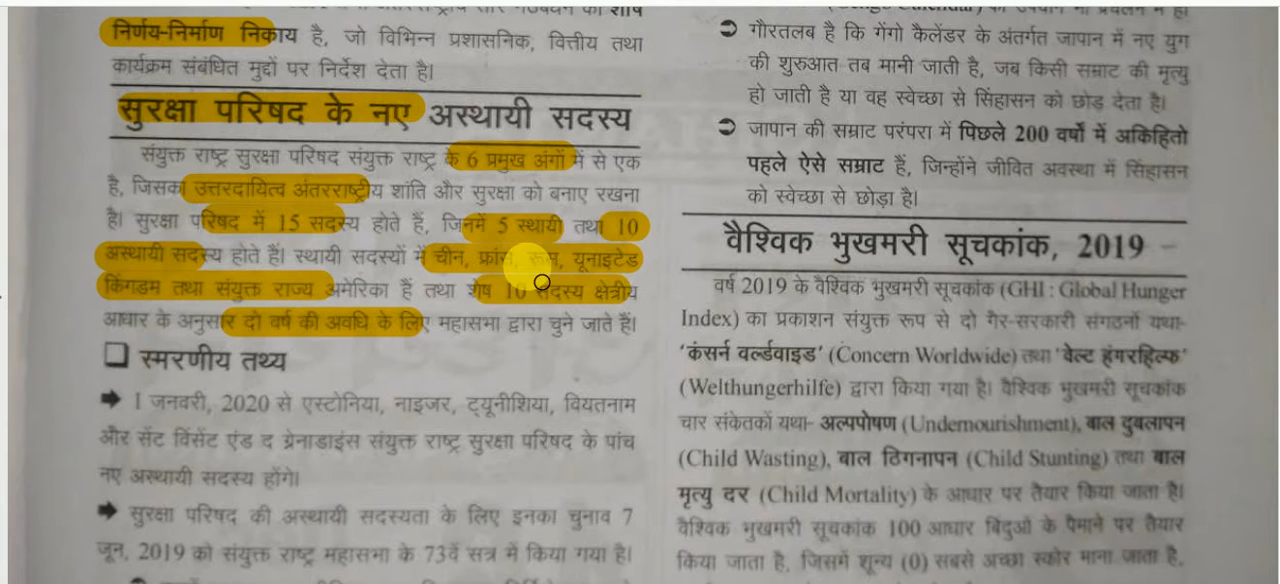 निर्णय-निर्माण निकाय है, जो विभिन्न प्रशासनिक, वित्तीय तथा
कार्यक्रम संबंधित मुद्दों पर निर्देश देता है।
सुरक्षा परिषद के नए अस्थायी सदस्य
संयुक्त राष्ट्र सुरक्षा परिषद संयुक्त राष्ट्र के 6 प्रमुख अंगों में से एक
है, जिसका उत्तरदायित्व अंतरराष्ट्रीय शांति और सुरक्षा को बनाए रखना
है। सुरक्षा परिषद में 15 सदस्य होते हैं, जिनमें 5 स्थायी तथा 10
अस्थायी सदस्य होते हैं। स्थायी सदस्यों में चीन, फ्रांस, रूस, यूनाइटेड
किंगडम तथा संयुक्त राज्य अमेरिका हैं तथा शेष 10 सदस्य क्षेत्रीय
आधार के अनुसार दो वर्ष की अवधि के लिए महासभा द्वारा चुने जाते हैं।
❑ स्मरणीय तथ्य
➡ 1 जनवरी, 2020 से एस्टोनिया, नाइजर, ट्यूनीशिया, वियतनाम
और सेंट विंसेंट एंड द ग्रेनाडाइंस संयुक्त राष्ट्र सुरक्षा परिषद के पांच
नए अस्थायी सदस्य होंगे।
➡ सुरक्षा परिषद की अस्थायी सदस्यता के लिए इनका चुनाव 7
जून, 2019 को संयुक्त राष्ट्र महासभा के 73वें सत्र में किया गया है।
➲ गौरतलब है कि गेंगो कैलेंडर के अंतर्गत जापान में नए युग
की शुरुआत तब मानी जाती है, जब किसी सम्राट की मृत्यु
हो जाती है या वह स्वेच्छा से सिंहासन को छोड़ देता है।
➲ जापान की सम्राट परंपरा में पिछले 200 वर्षों में अकिहितो
पहले ऐसे सम्राट हैं, जिन्होंने जीवित अवस्था में सिंहासन
को स्वेच्छा से छोड़ा है।
वैश्विक भुखमरी सूचकांक, 2019
वर्ष 2019 के वैश्विक भुखमरी सूचकांक (GHI : Global Hunger
Index) का प्रकाशन संयुक्त रूप से दो गैर-सरकारी संगठनों यथा-
'कंसर्न वर्ल्डवाइड' (Concern Worldwide) तथा 'वेल्ट हंगरहिल्फ'
(Welthungerhilfe) द्वारा किया गया है। वैश्विक भुखमरी सूचकांक
चार संकेतकों यथा- अल्पपोषण (Undernourishment), बाल दुबलापन
(Child Wasting), बाल ठिगनापन (Child Stunting) तथा बाल
मृत्यु दर (Child Mortality) के आधार पर तैयार किया जाता है।
वैश्विक भुखमरी सूचकांक 100 आधार बिंदुओं के पैमाने पर तैयार
किया जाता है, जिसमें शून्य (0) सबसे अच्छा स्कोर माना जाता है,